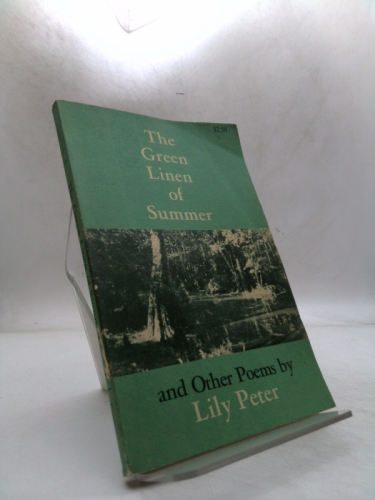 The
Green
Linen
of
Summer
and Other Poems by
Lily Peter